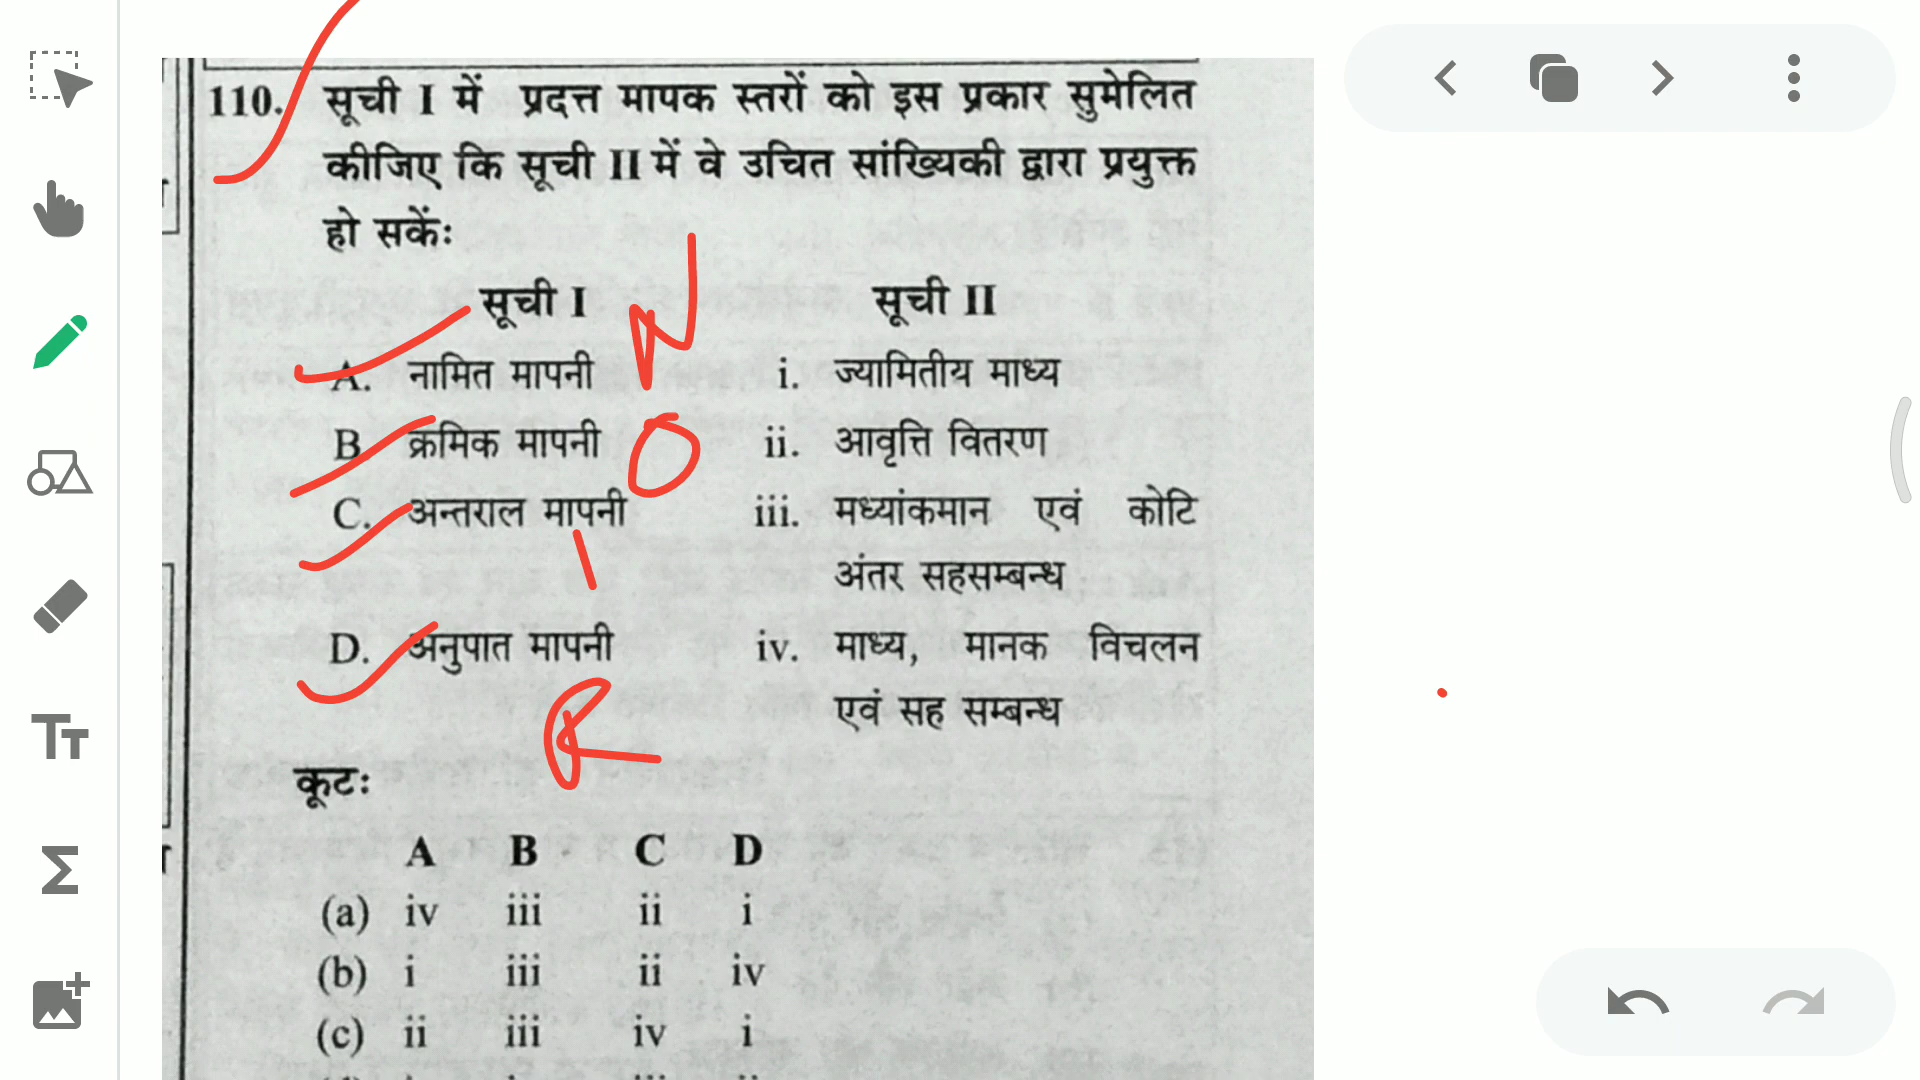 110. सूची I में प्रदत्त मापक स्तरों को इस प्रकार सुमेलित
कीजिए कि सूची II में वे उचित सांख्यिकी द्वारा प्रयुक्त
हो सकेंः
सूची I सूची II
A. नामित मापनी i. ज्यामितीय माध्य
N
B. क्रमिक मापनी ii. आवृत्ति वितरण
O
C. अन्तराल मापनी iii. मध्यांकमान एवं कोटि
अंतर सहसम्बन्ध
I
D. अनुपात मापनी iv. माध्य, मानक विचलन
एवं सह सम्बन्ध
R
कूटः
A B C D
(a) iv iii ii i
(b) i iii ii iv
(c) ii iii iv i